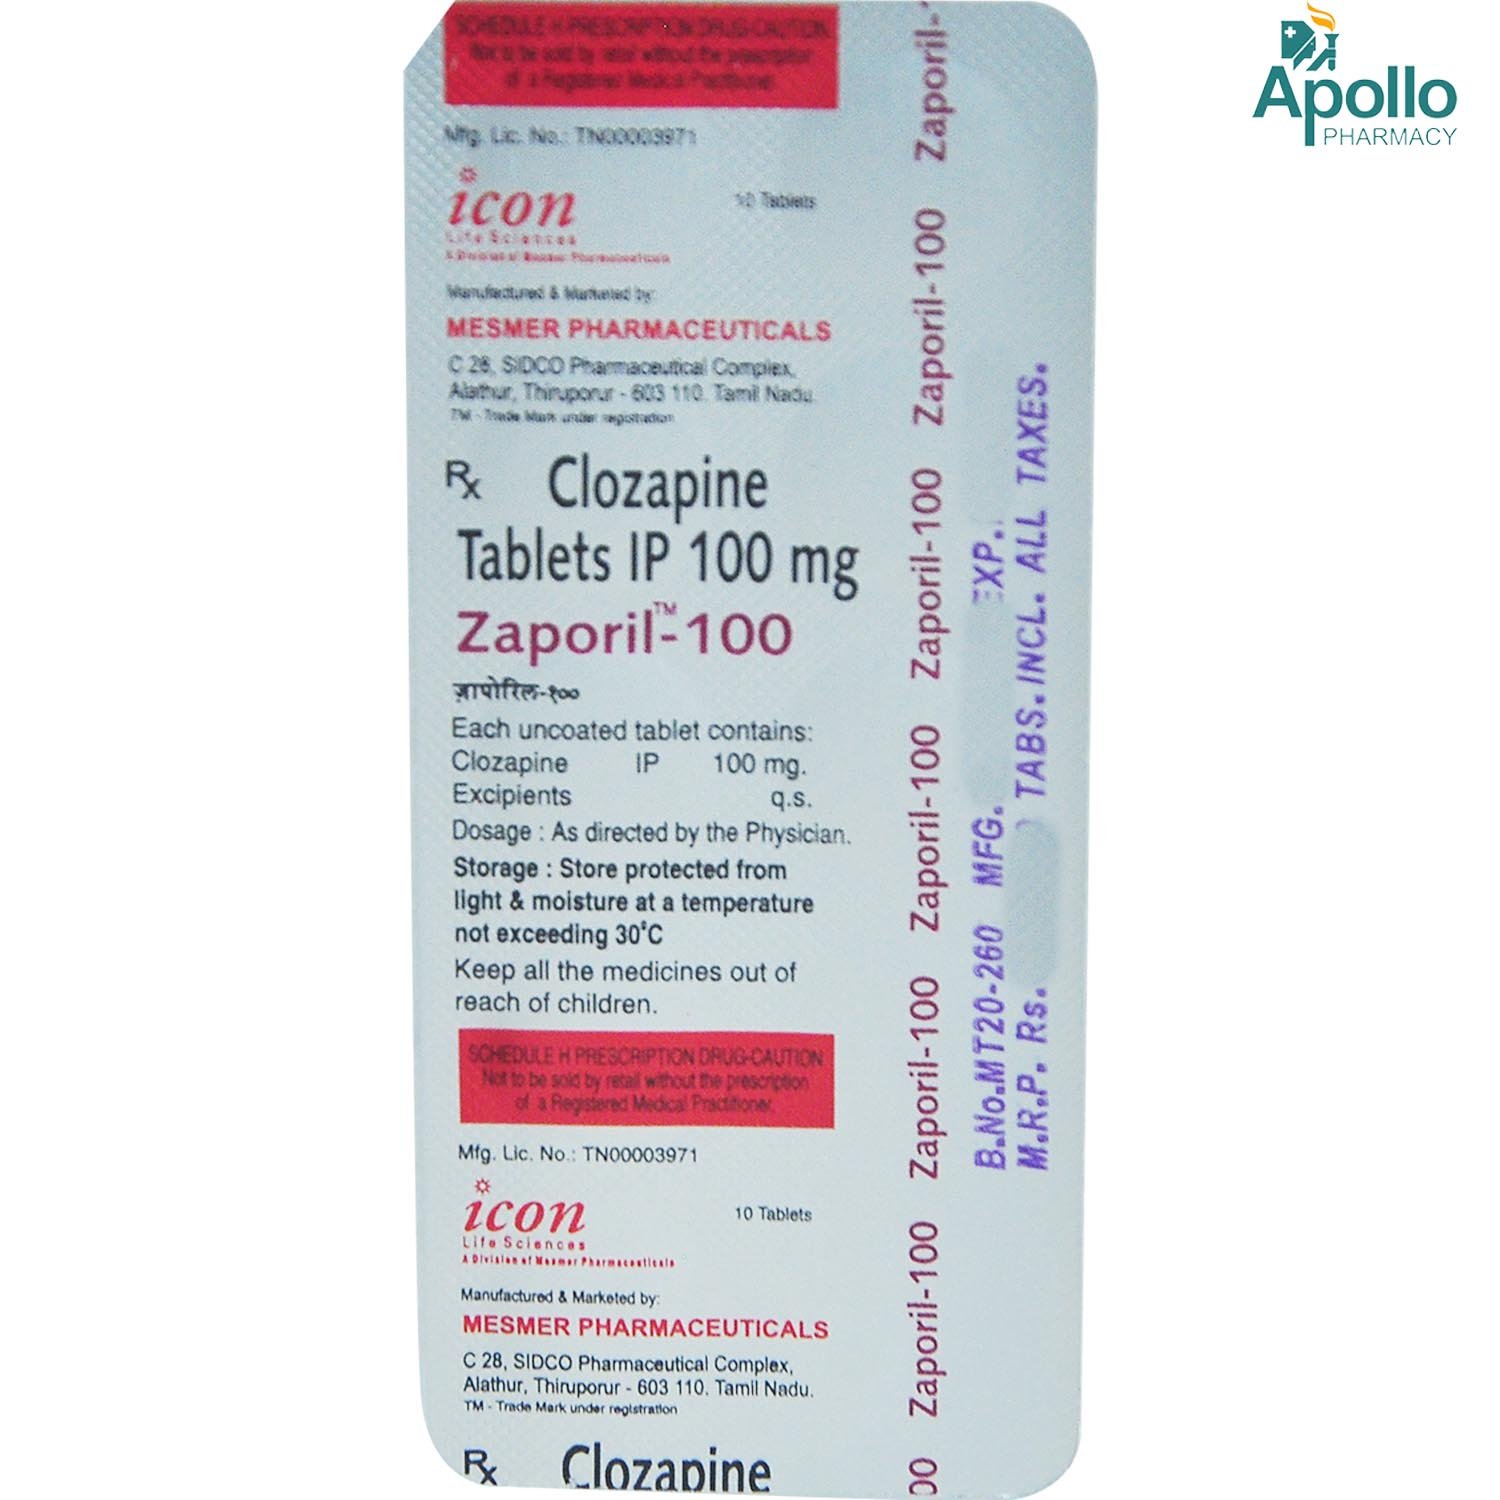 SCHEDULE H PRESCRIPTION DRUG-CAUTION
Not to be sold by retail without the prescription
of a Registered Medical Practitioner.
Mfg. Lic. No.: TN00003971
icon
10 Tablets
Life Sciences
A Division of Mesmer Pharmaceuticals
Manufactured & Marketed by:
MESMER PHARMACEUTICALS
C 28, SIDCO Pharmaceutical Complex,
Alathur, Thiruporur - 603 110. Tamil Nadu.
TM - Trade Mark under registration
Rx Clozapine
Tablets IP 100 mg
Zaporil™-100
ज़ापोरिल-१००
Each uncoated tablet contains:
Clozapine IP 100 mg.
Excipients q.s.
Dosage : As directed by the Physician.
Storage : Store protected from
light & moisture at a temperature
not exceeding 30°C
Keep all the medicines out of
reach of children.
SCHEDULE H PRESCRIPTION DRUG-CAUTION
Not to be sold by retail without the prescription
of a Registered Medical Practitioner.
Mfg. Lic. No.: TN00003971
icon
10 Tablets
Life Sciences
A Division of Mesmer Pharmaceuticals
Manufactured & Marketed by:
MESMER PHARMACEUTICALS
C 28, SIDCO Pharmaceutical Complex,
Alathur, Thiruporur - 603 110. Tamil Nadu.
TM - Trade Mark under registration
Rx Clozapine
00 Zaporil-100 Zaporil-100 Zaporil-100 Zaporil-100 Zaporil-100 Zaporil-
B.No.MT20-260 MFG. EXP.
M.R.P. Rs. TABS.INCL. ALL TAXES.
Apollo
PHARMACY